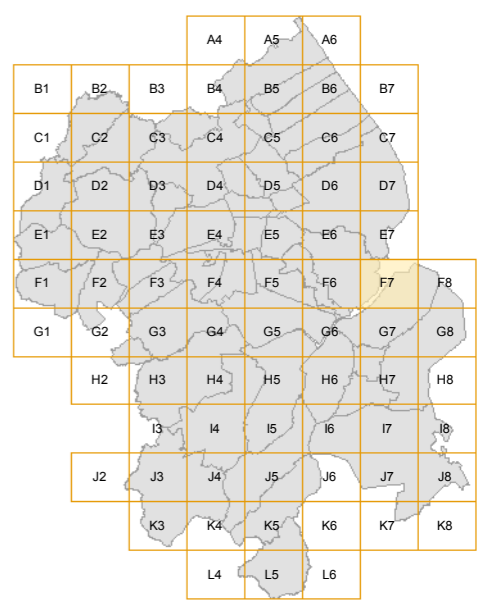 A4 A5 A6
B1 B2 B3 B4 B5 B6 B7
C1 C2 C3 C4 C5 C6 C7
D1 D2 D3 D4 D5 D6 D7
E1 E2 E3 E4 E5 E6 E7
F1 F2 F3 F4 F5 F6 F7 F8
G1 G2 G3 G4 G5 G6 G7 G8
H2 H3 H4 H5 H6 H7 H8
I3 I4 I5 I6 I7 I8
J2 J3 J4 J5 J6 J7 J8
K3 K4 K5 K6 K7 K8
L4 L5 L6